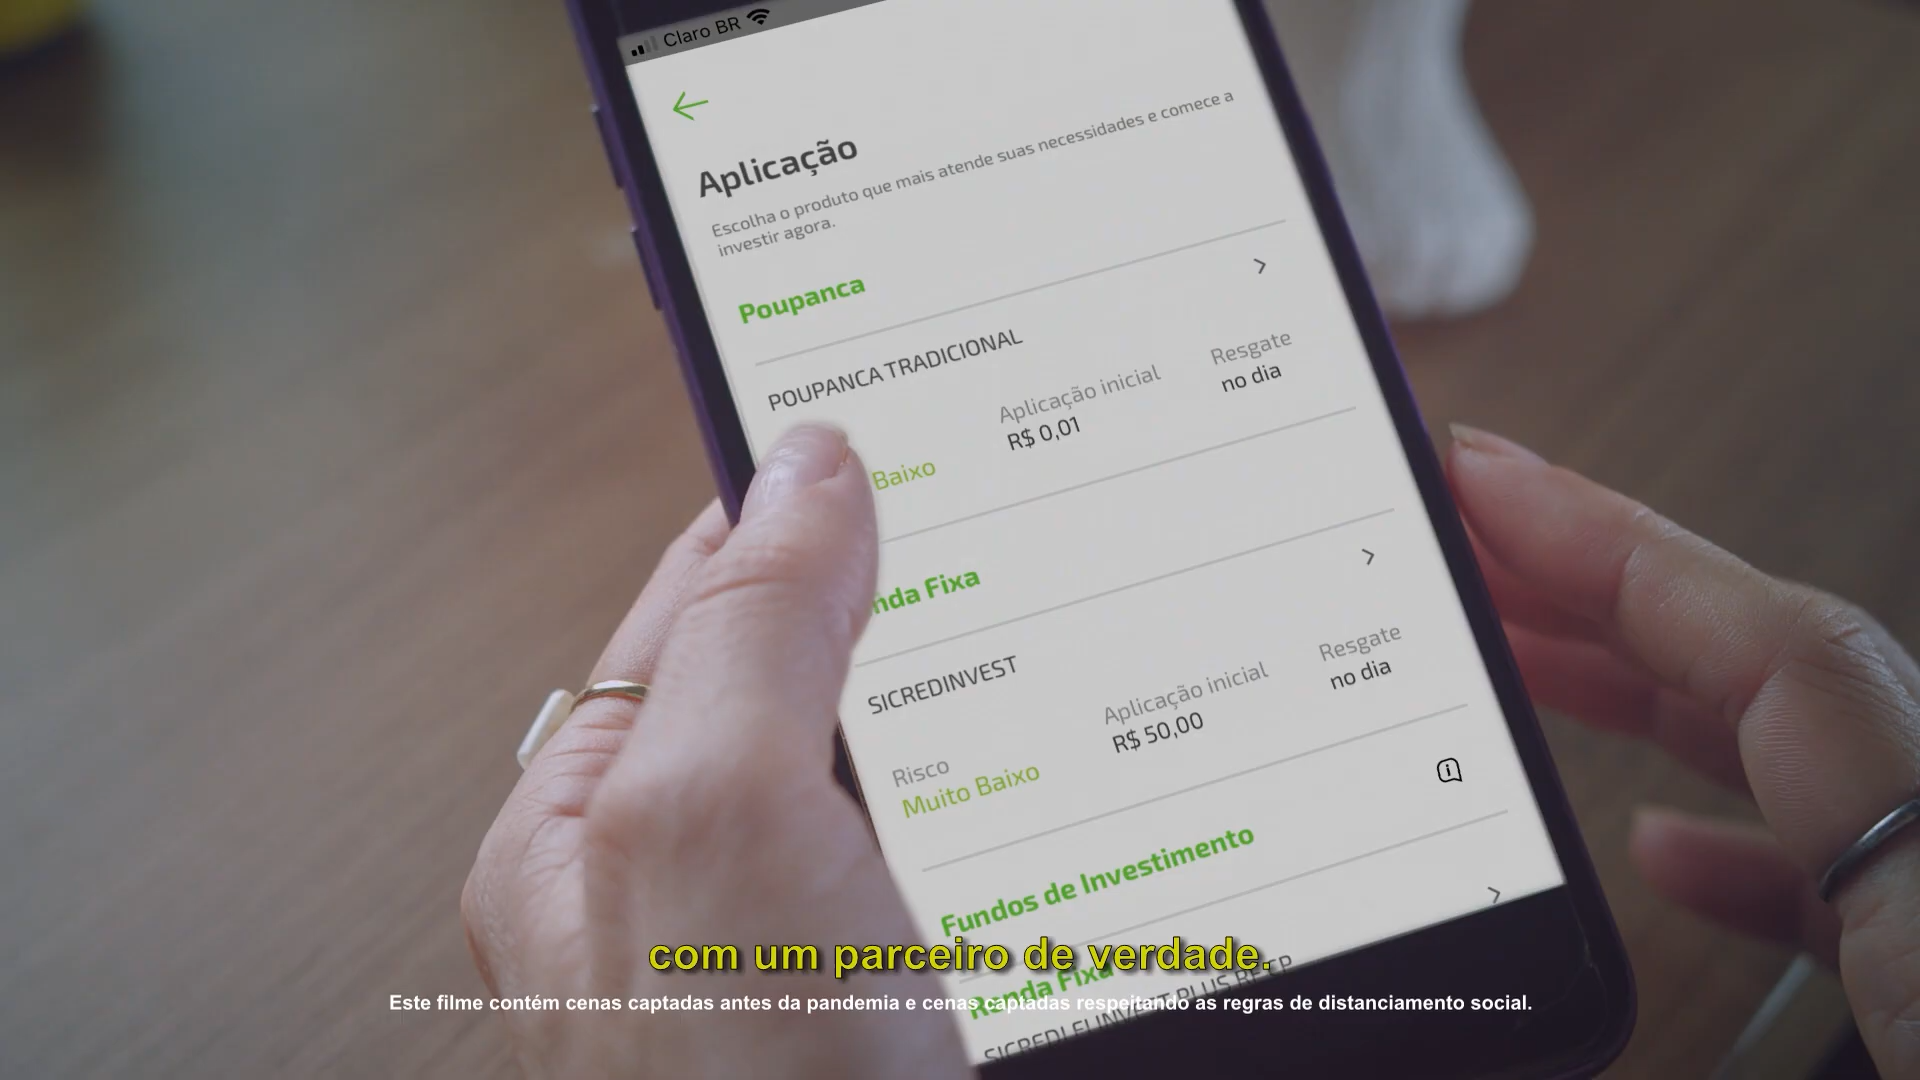 Claro BR
Aplicação
Escolha o produto que mais atende suas necessidades e comece a
investir agora.
Poupanca
POUPANCA TRADICIONAL
Baixo
Aplicação inicial
R$ 0,01
Resgate
no dia
nda Fixa
SICREDINVEST
Risco
Muito Baixo
Aplicação inicial
R$ 50,00
Resgate
no dia
Fundos de Investimento
com um parceiro de verdade.
Renda Fixa
Este filme contém cenas captadas antes da pandemia e cenas captadas respeitando as regras de distanciamento social.